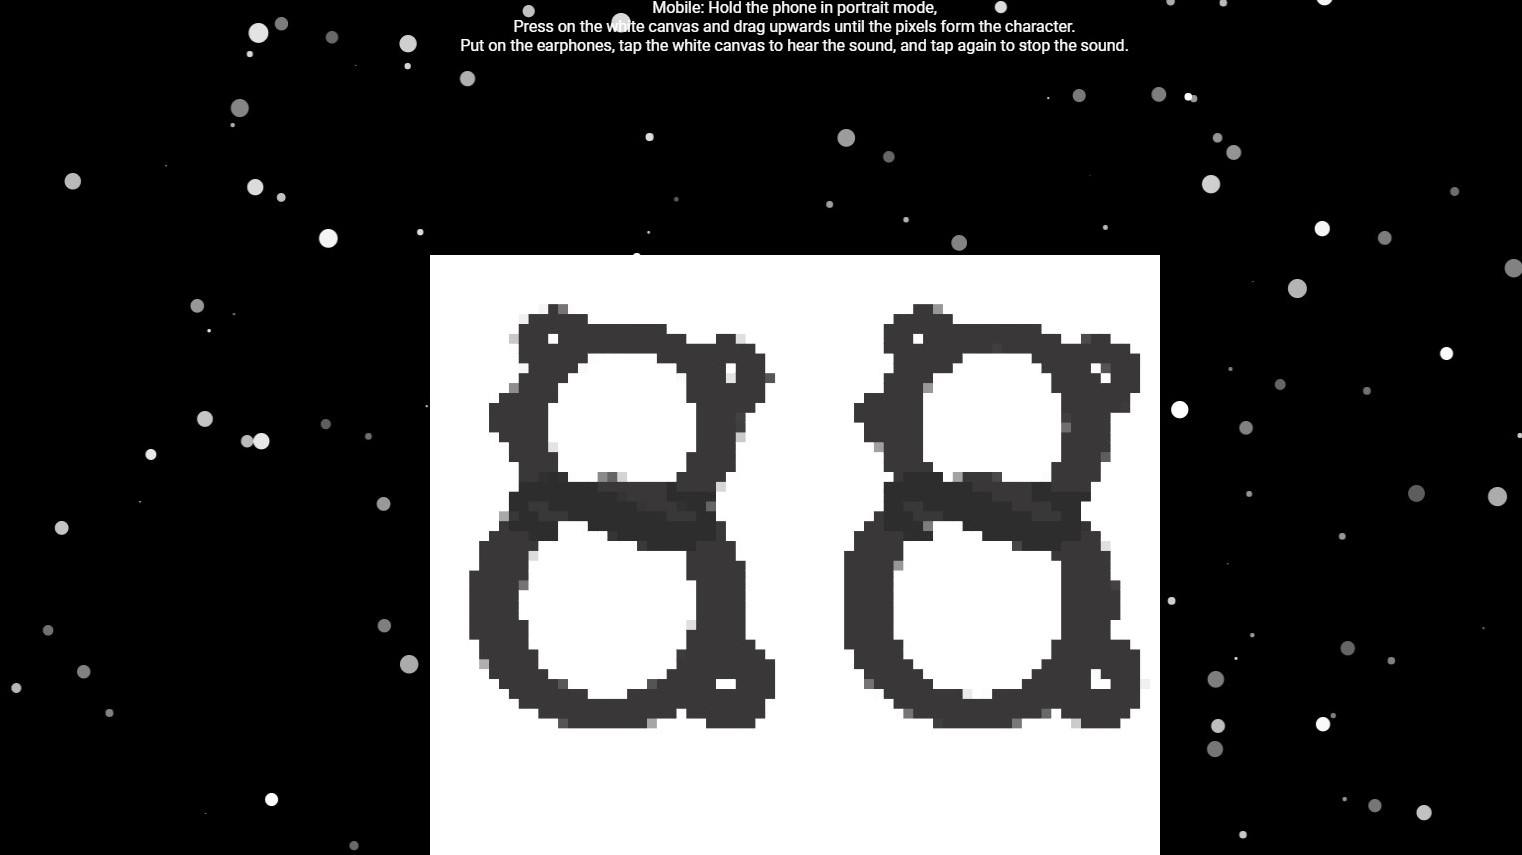 Mobile: Hold the phone in portrait mode,
Press on the white canvas and drag upwards until the pixels form the character.
Put on the earphones, tap the white canvas to hear the sound, and tap again to stop the sound.
88